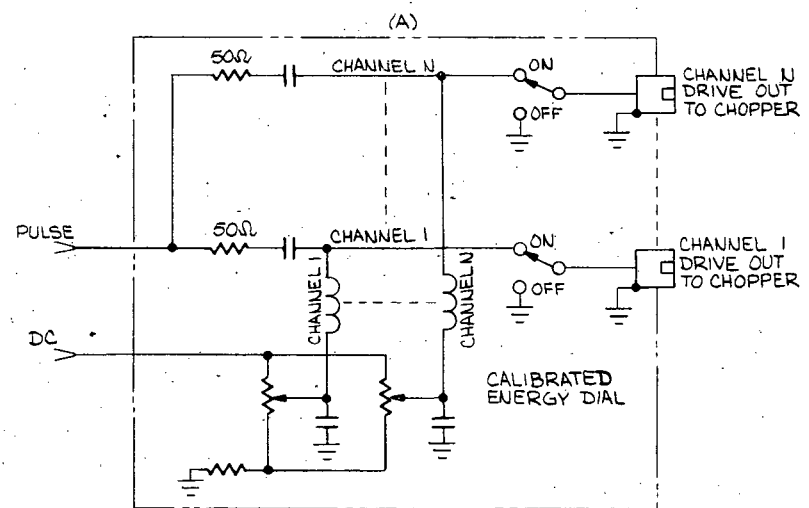 (A)
50Ω
CHANNEL N
ON
OFF
CHANNEL N
DRIVE OUT
TO CHOPPER
PULSE
50Ω
CHANNEL 1
ON
OFF
CHANNEL 1
DRIVE OUT
TO CHOPPER
CHANNEL 1
CHANNEL N
DC
CALIBRATED
ENERGY DIAL